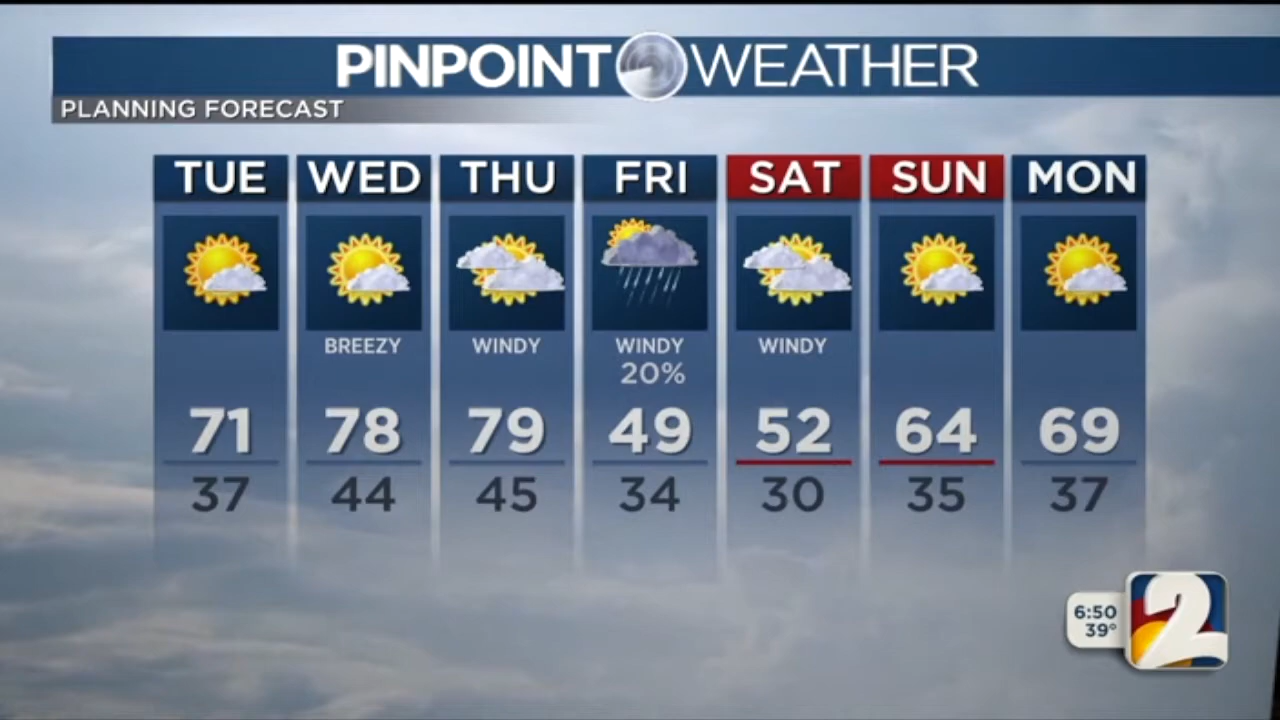 PINPOINT WEATHER
PLANNING FORECAST
TUE WED THU FRI SAT SUN MON
BREEZY WINDY WINDY WINDY
20%
71 78 79 49 52 64 69
37 44 45 34 30 35 37
6:50
39°
2